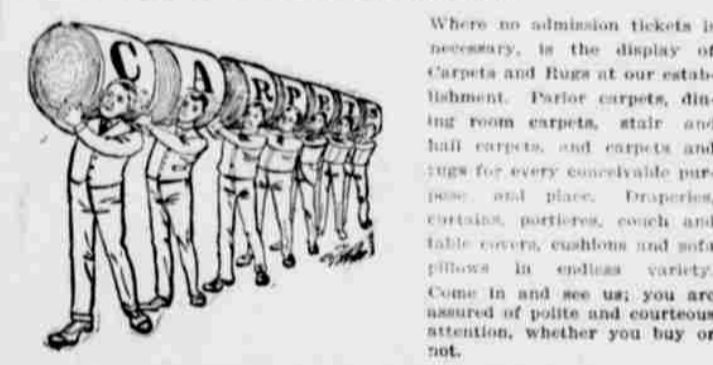 CARPETS
Where no admission tickets is
necessary, is the display of
Carpets and Rugs at our estab-
lishment. Parlor carpets, din-
ing room carpets, stair and
hall carpets, and carpets and
rugs for every conceivable pur-
pose and place. Draperies,
curtains, portieres, couch and
table covers, cushions and sofa
pillows in endless variety.
Come in and see us; you are
assured of polite and courteous
attention, whether you buy or
not.